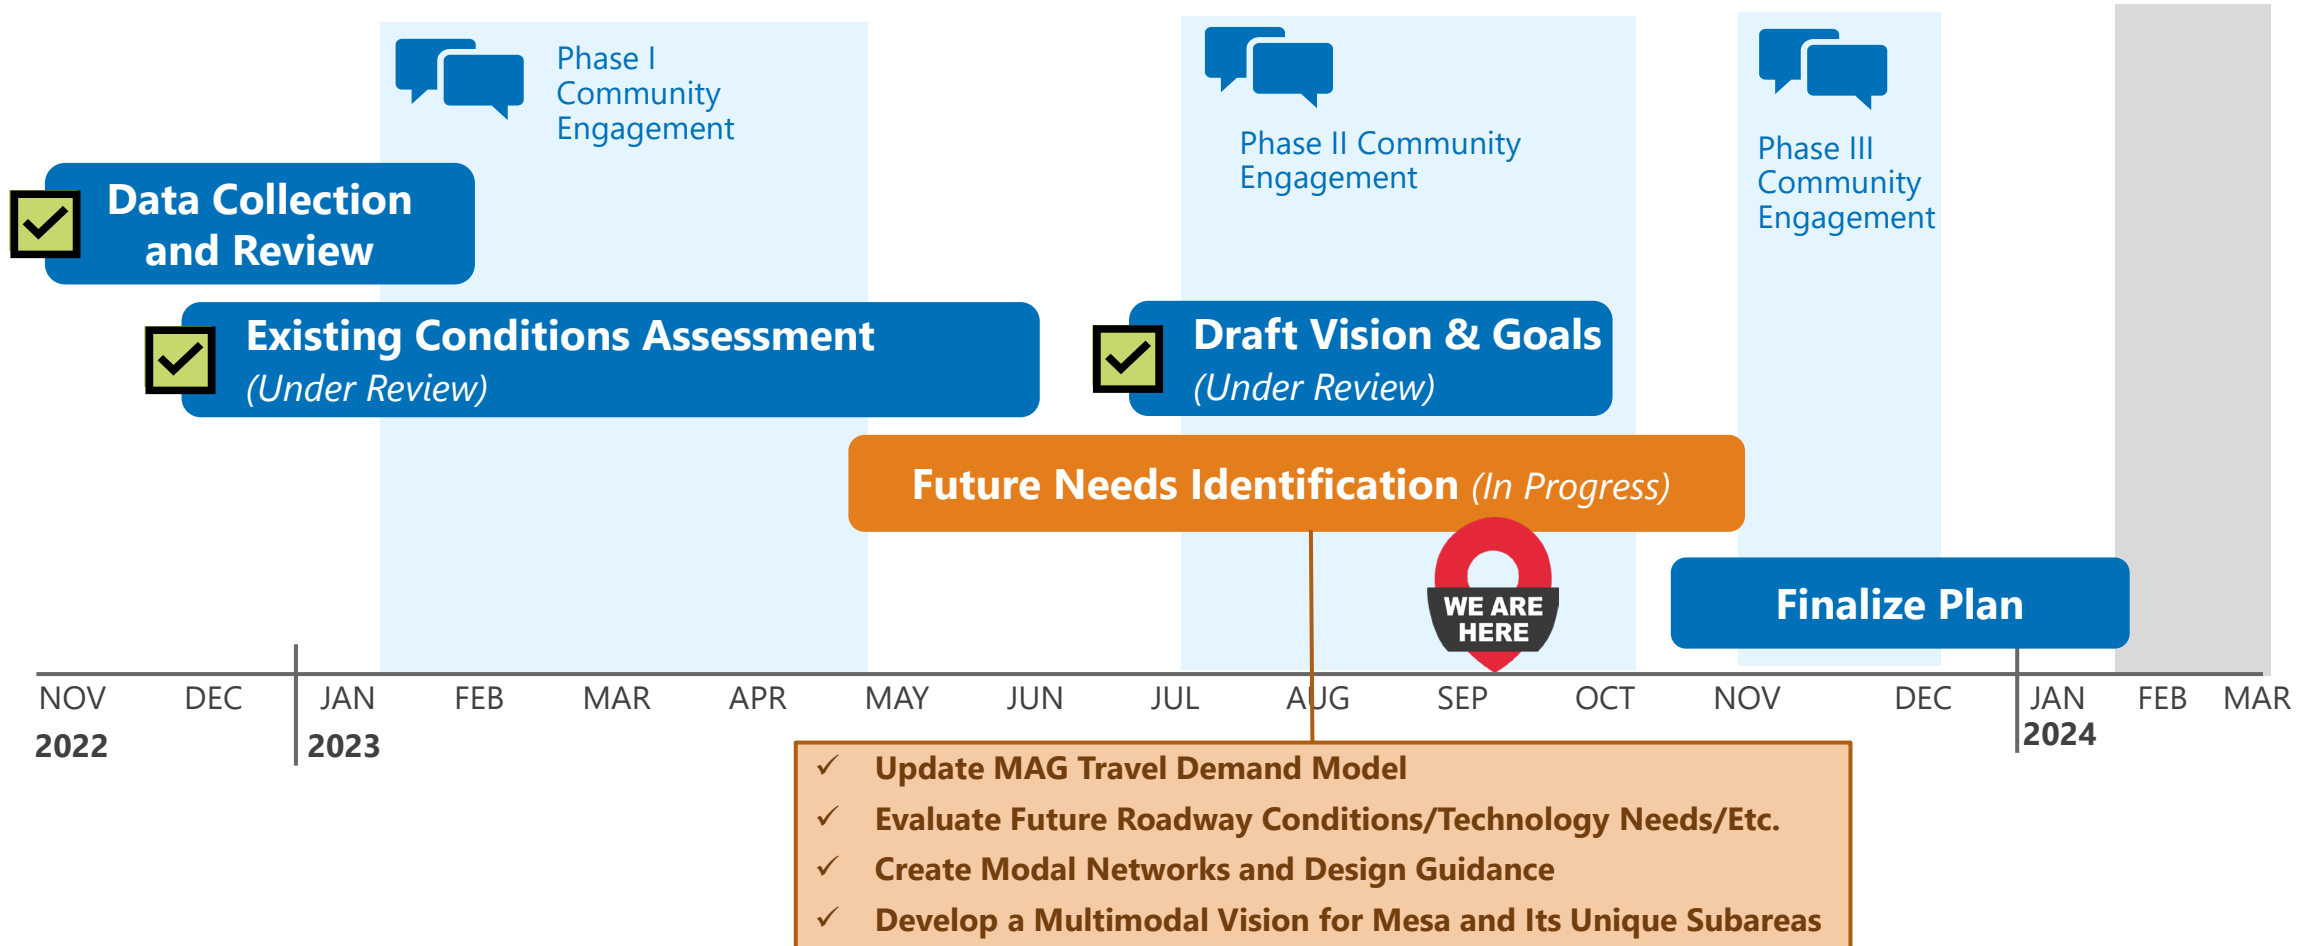 Phase I
Community
Engagement
Phase II Community
Engagement
Phase III
Community
Engagement
Data Collection
and Review
Existing Conditions Assessment
(Under Review)
Draft Vision & Goals
(Under Review)
Future Needs Identification (In Progress)
WE ARE
HERE
Finalize Plan
NOV DEC JAN FEB MAR APR MAY JUN JUL AUG SEP OCT NOV DEC JAN FEB MAR
2022 2023 2024
✓ Update MAG Travel Demand Model
✓ Evaluate Future Roadway Conditions/Technology Needs/Etc.
✓ Create Modal Networks and Design Guidance
✓ Develop a Multimodal Vision for Mesa and Its Unique Subareas